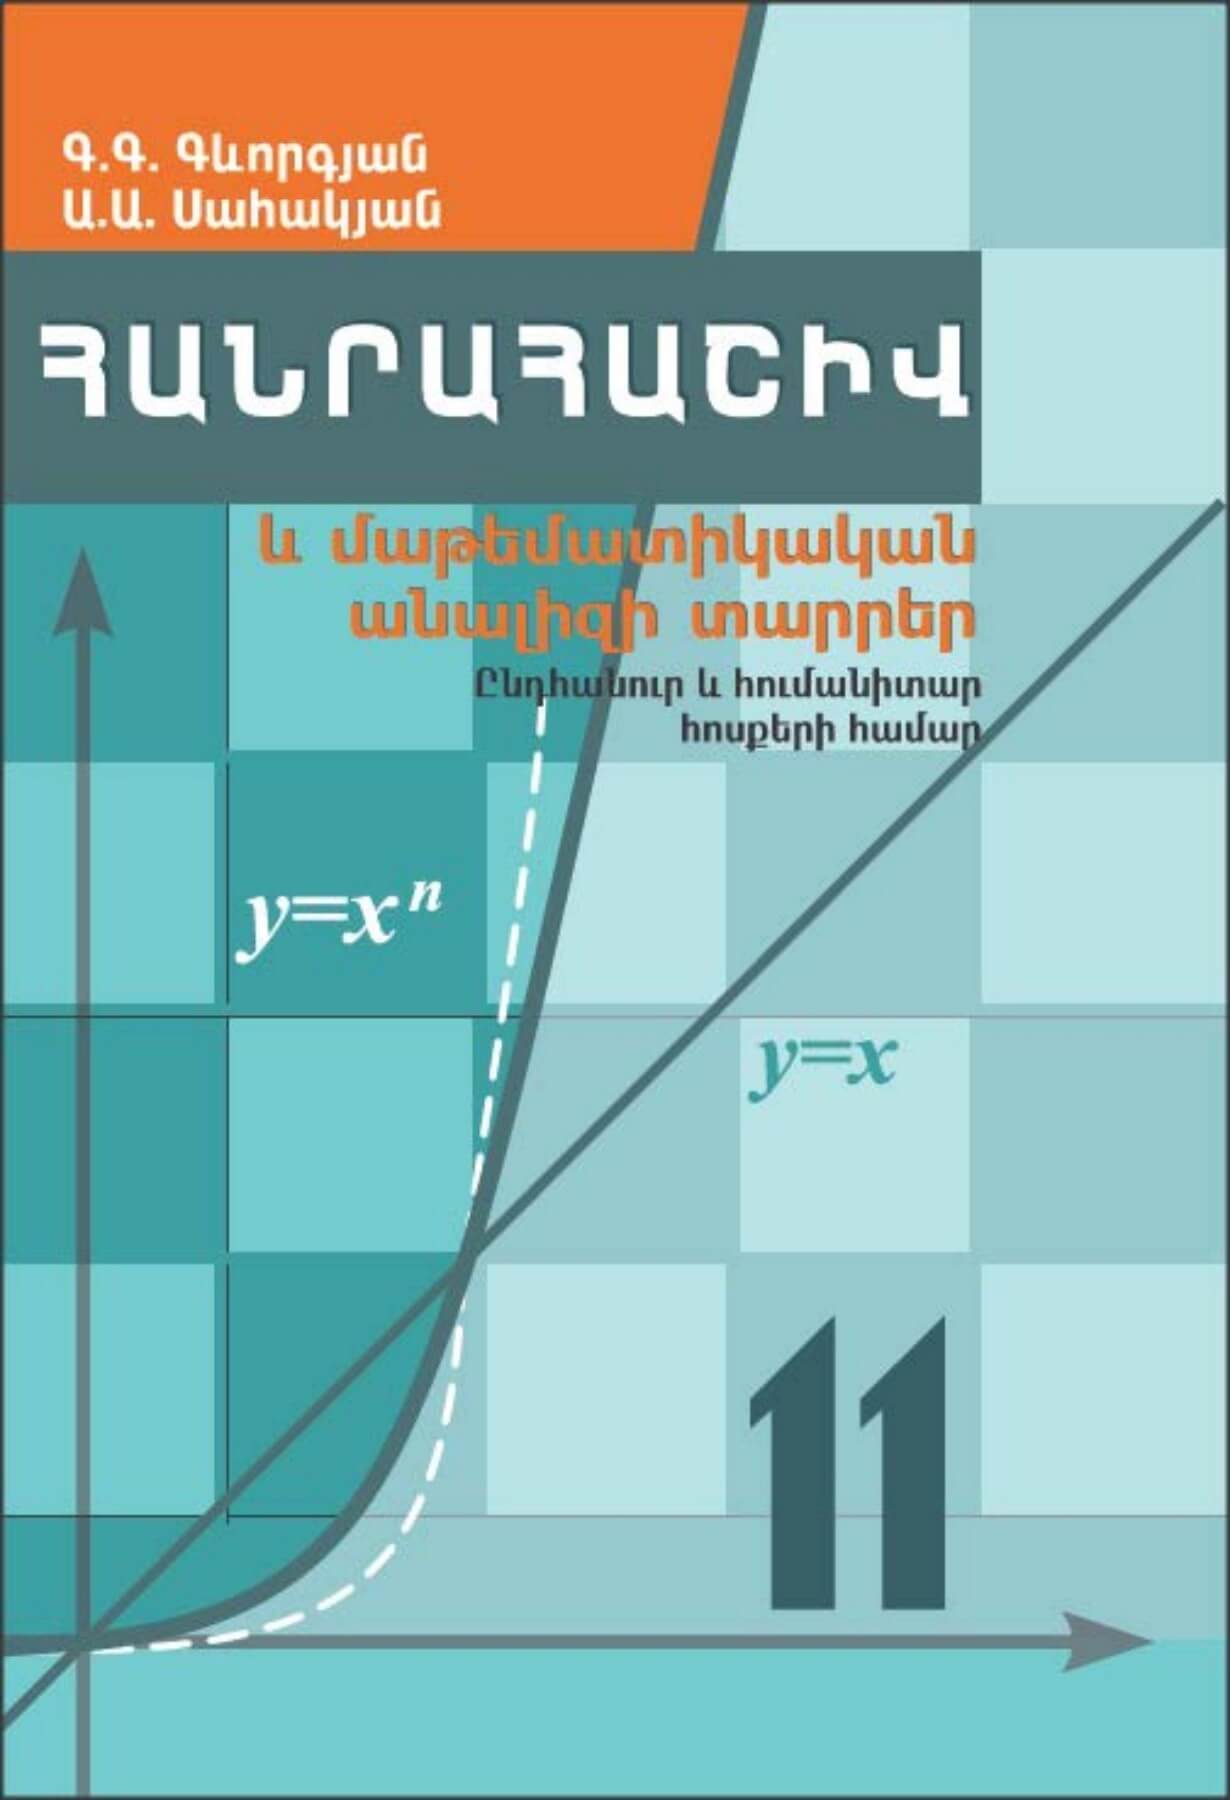 Գ.Գ. Գևորգյան
Ա.Ա. Սահակյան
ՀԱՆՐԱՀԱՇԻՎ
և մաթեմատիկական
անալիզի տարրեր
Ընդհանուր և հումանիտար
հոսքերի համար
y=xⁿ
y=x
11